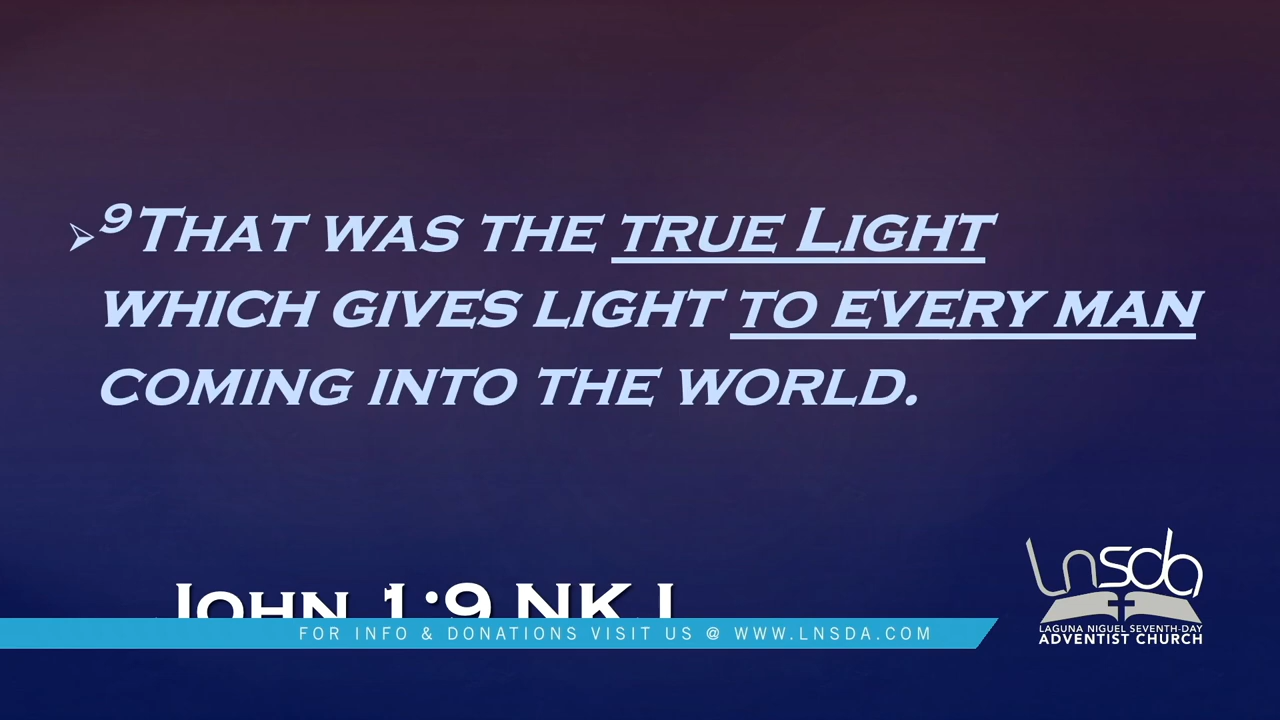 ⁹That was the true Light
which gives light to every man
coming into the world.
John 1:9 NKJ
FOR INFO & DONATIONS VISIT US @ WWW.LNSDA.COM
Lnsda
LAGUNA NIGUEL SEVENTH-DAY
ADVENTIST CHURCH